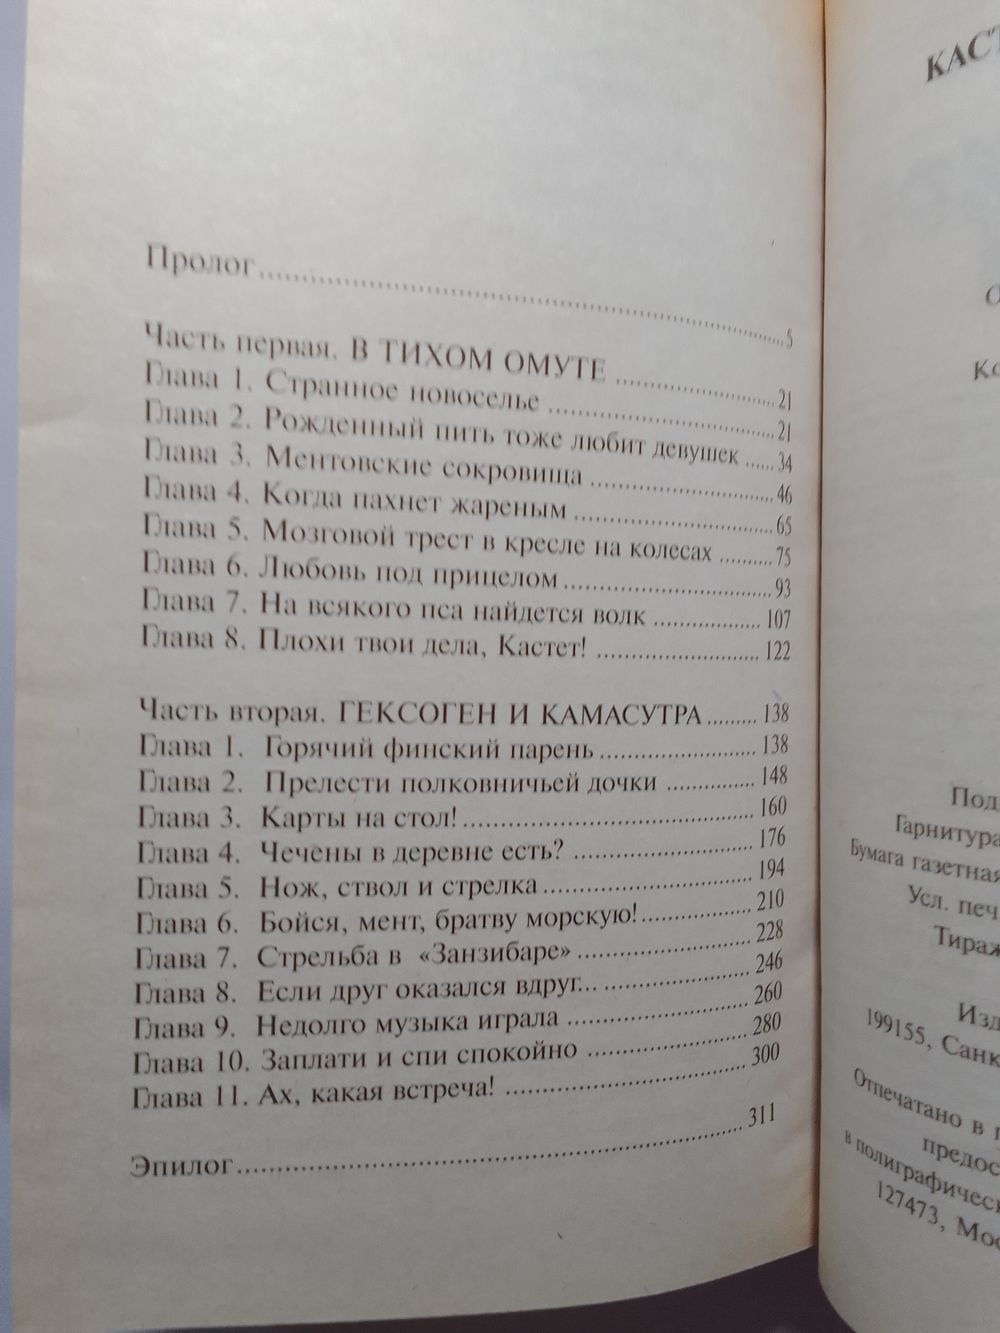 Пролог 5
Часть первая. В ТИХОМ ОМУТЕ 21
Глава 1. Странное новоселье 21
Глава 2. Рожденный пить тоже любит девушек 34
Глава 3. Ментовские сокровища 46
Глава 4. Когда пахнет жареным 65
Глава 5. Мозговой трест в кресле на колесах 75
Глава 6. Любовь под прицелом 93
Глава 7. На всякого пса найдется волк 107
Глава 8. Плохи твои дела, Кастет! 122
Часть вторая. ГЕКСОГЕН И КАМАСУТРА 138
Глава 1. Горячий финский парень 138
Глава 2. Прелести полковничьей дочки 148
Глава 3. Карты на стол! 160
Глава 4. Чечены в деревне есть? 176
Глава 5. Нож, ствол и стрелка 194
Глава 6. Бойся, мент, братву морскую! 210
Глава 7. Стрельба в «Занзибаре» 228
Глава 8. Если друг оказался вдруг... 246
Глава 9. Недолго музыка играла 260
Глава 10. Заплати и спи спокойно 280
Глава 11. Ах, какая встреча! 300
Эпилог 311
КАСТ
Гарнитура
Бумага газетная
Усл. печ
Тираж
Изд
199155, Санк
Отпечатано в
предос
в полиграфичес
127473, Мос